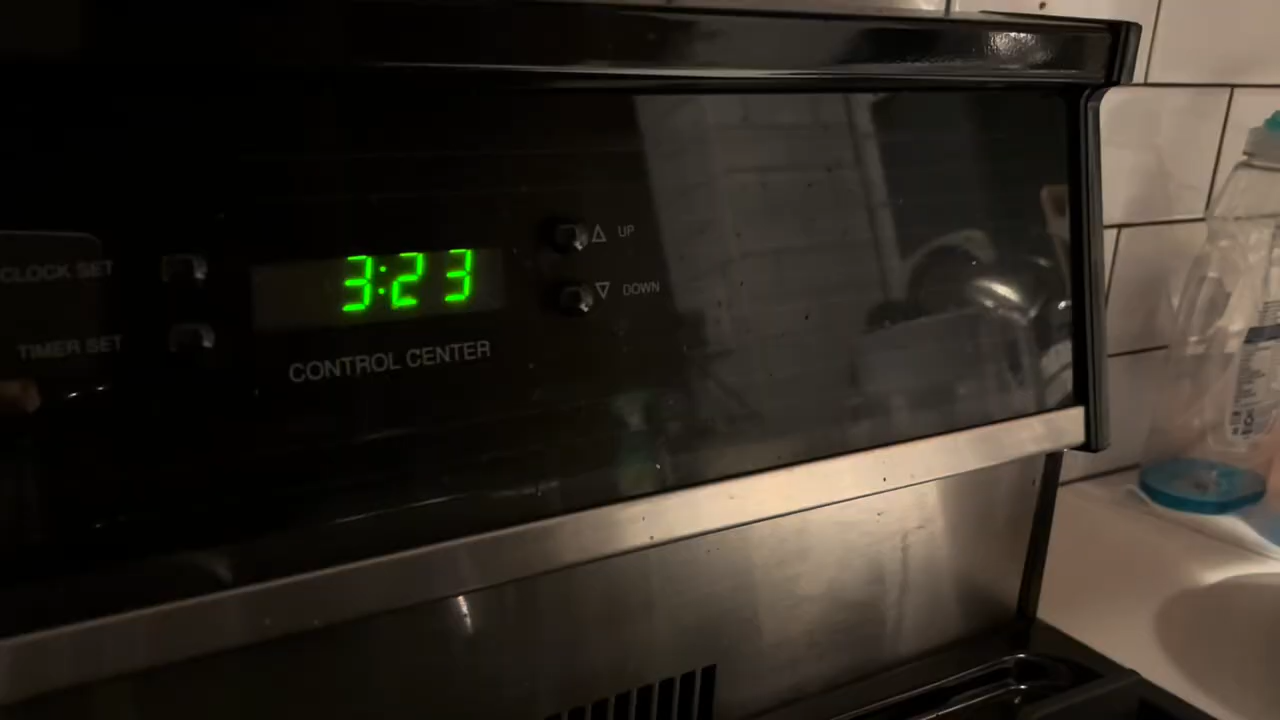 CLOCK SET
3:23
UP
DOWN
TIMER SET
CONTROL CENTER